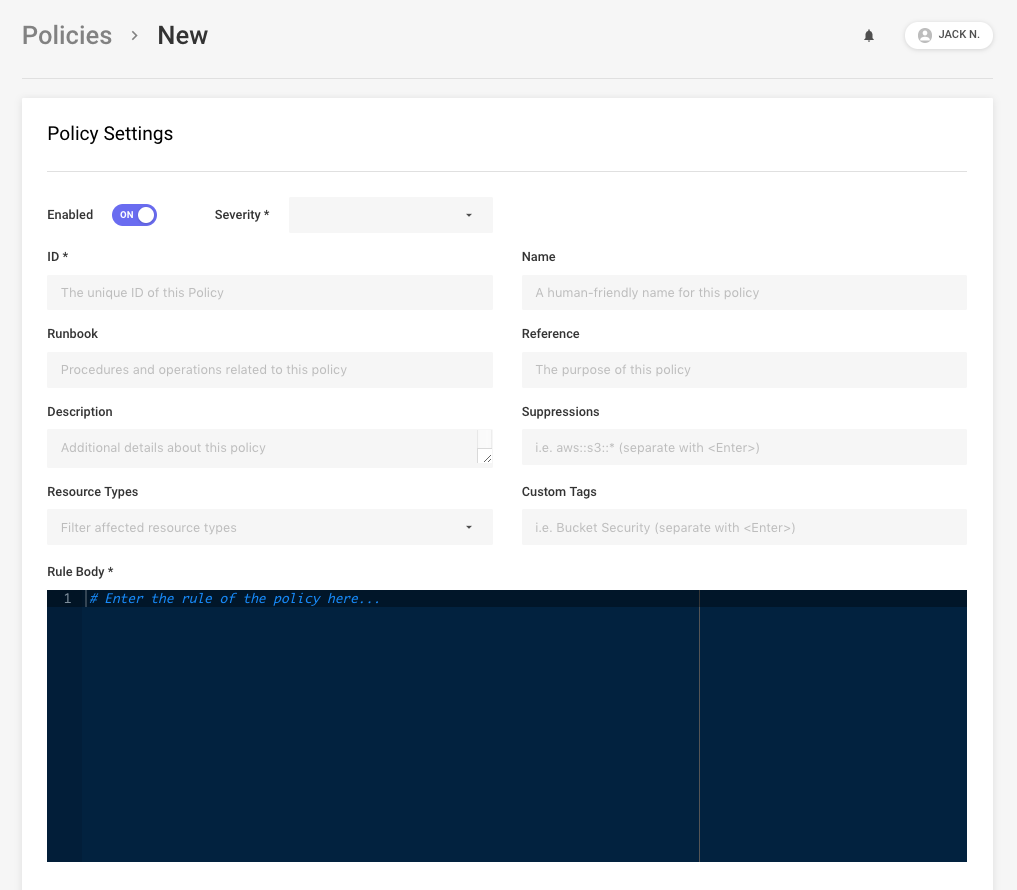 Policies > New
JACK N.
Policy Settings
Enabled ON Severity *
ID * Name
The unique ID of this Policy A human-friendly name for this policy
Runbook Reference
Procedures and operations related to this policy The purpose of this policy
Description Suppressions
Additional details about this policy i.e. aws::s3::* (separate with <Enter>)
Resource Types Custom Tags
Filter affected resource types i.e. Bucket Security (separate with <Enter>)
Rule Body *
1 # Enter the rule of the policy here...